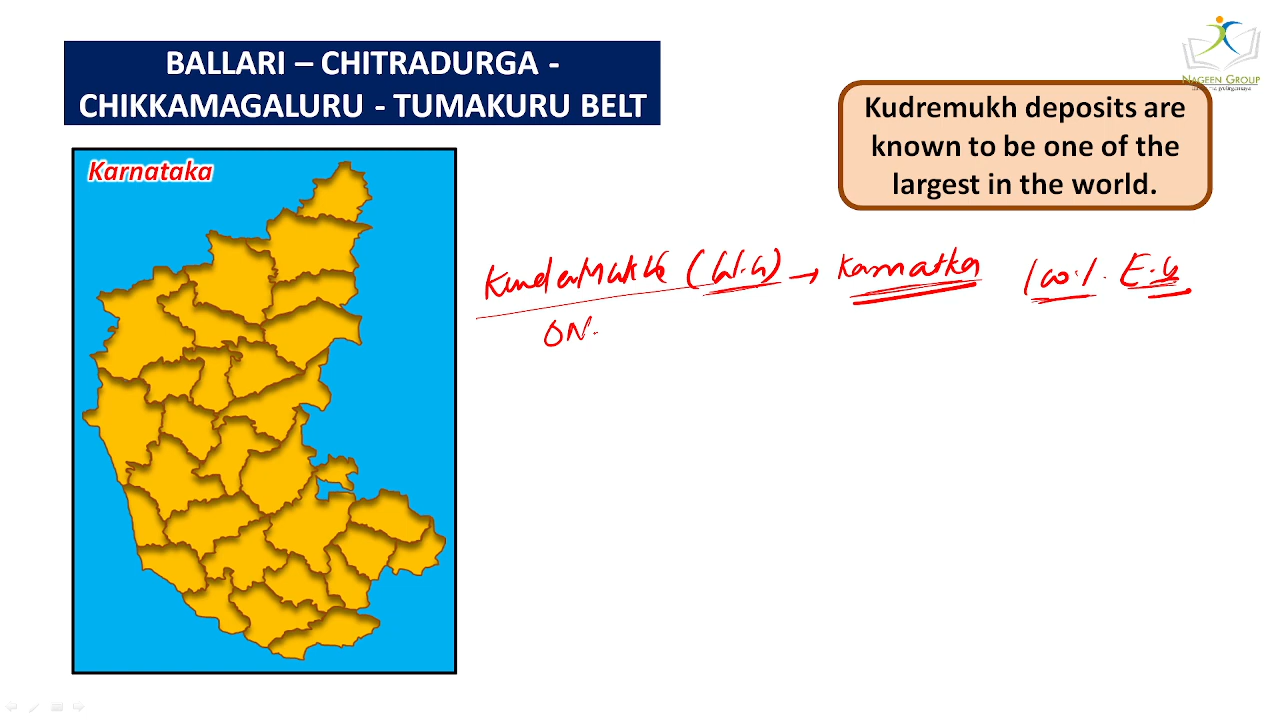 BALLARI – CHITRADURGA -
CHIKKAMAGALURU - TUMAKURU BELT
NAGEEN GROUP
Kudremukh deposits are
known to be one of the
largest in the world.
Karnataka
(W.G) → Karnatka 100%. E.U
ON.